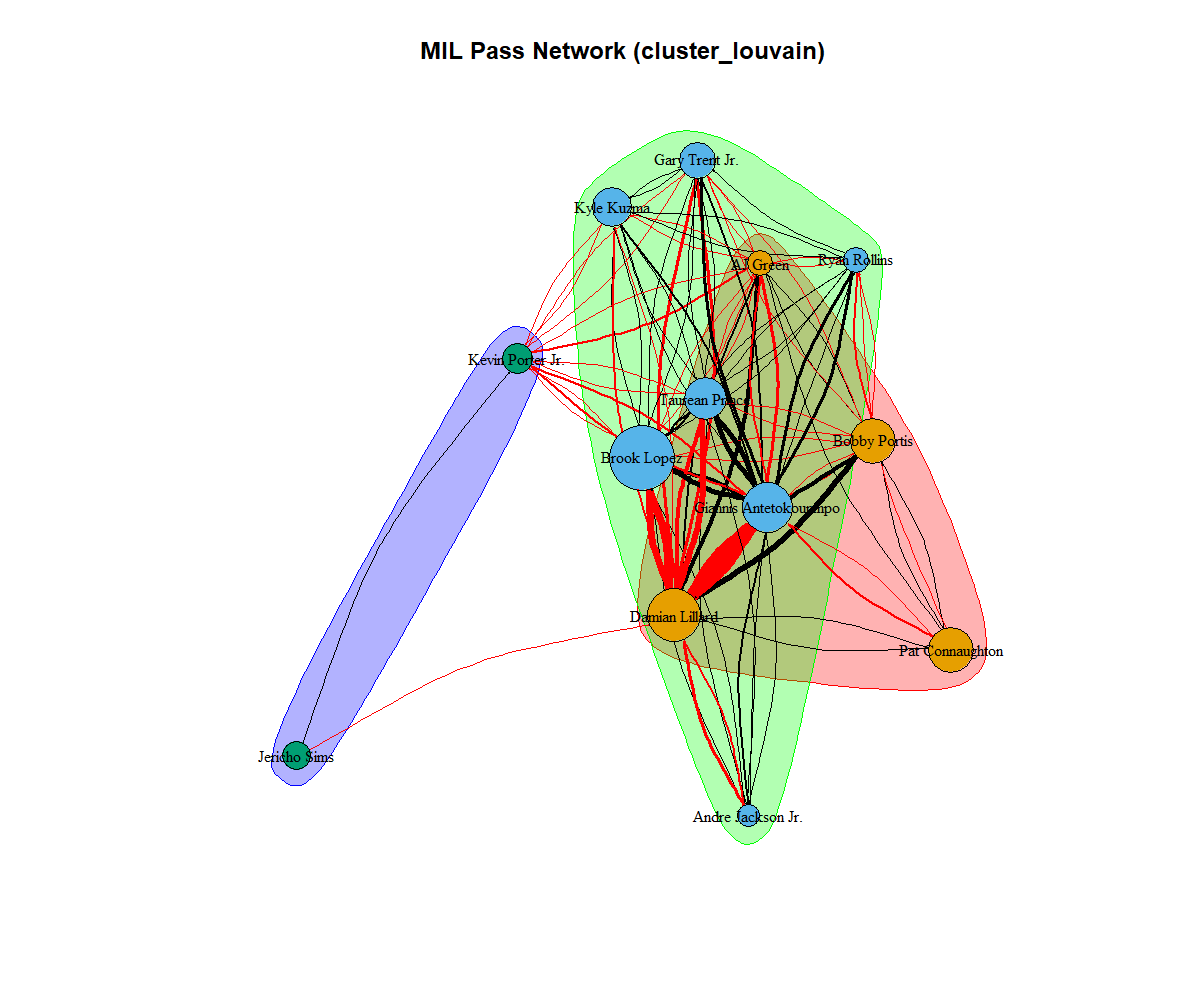 MIL Pass Network (cluster_louvain)
Gary Trent Jr.
Kyle Kuzma
AJ Green
Ryan Rollins
Kevin Porter Jr.
Taurean Prince
Bobby Portis
Brook Lopez
Giannis Antetokounmpo
Damian Lillard
Pat Connaughton
Jericho Sims
Andre Jackson Jr.